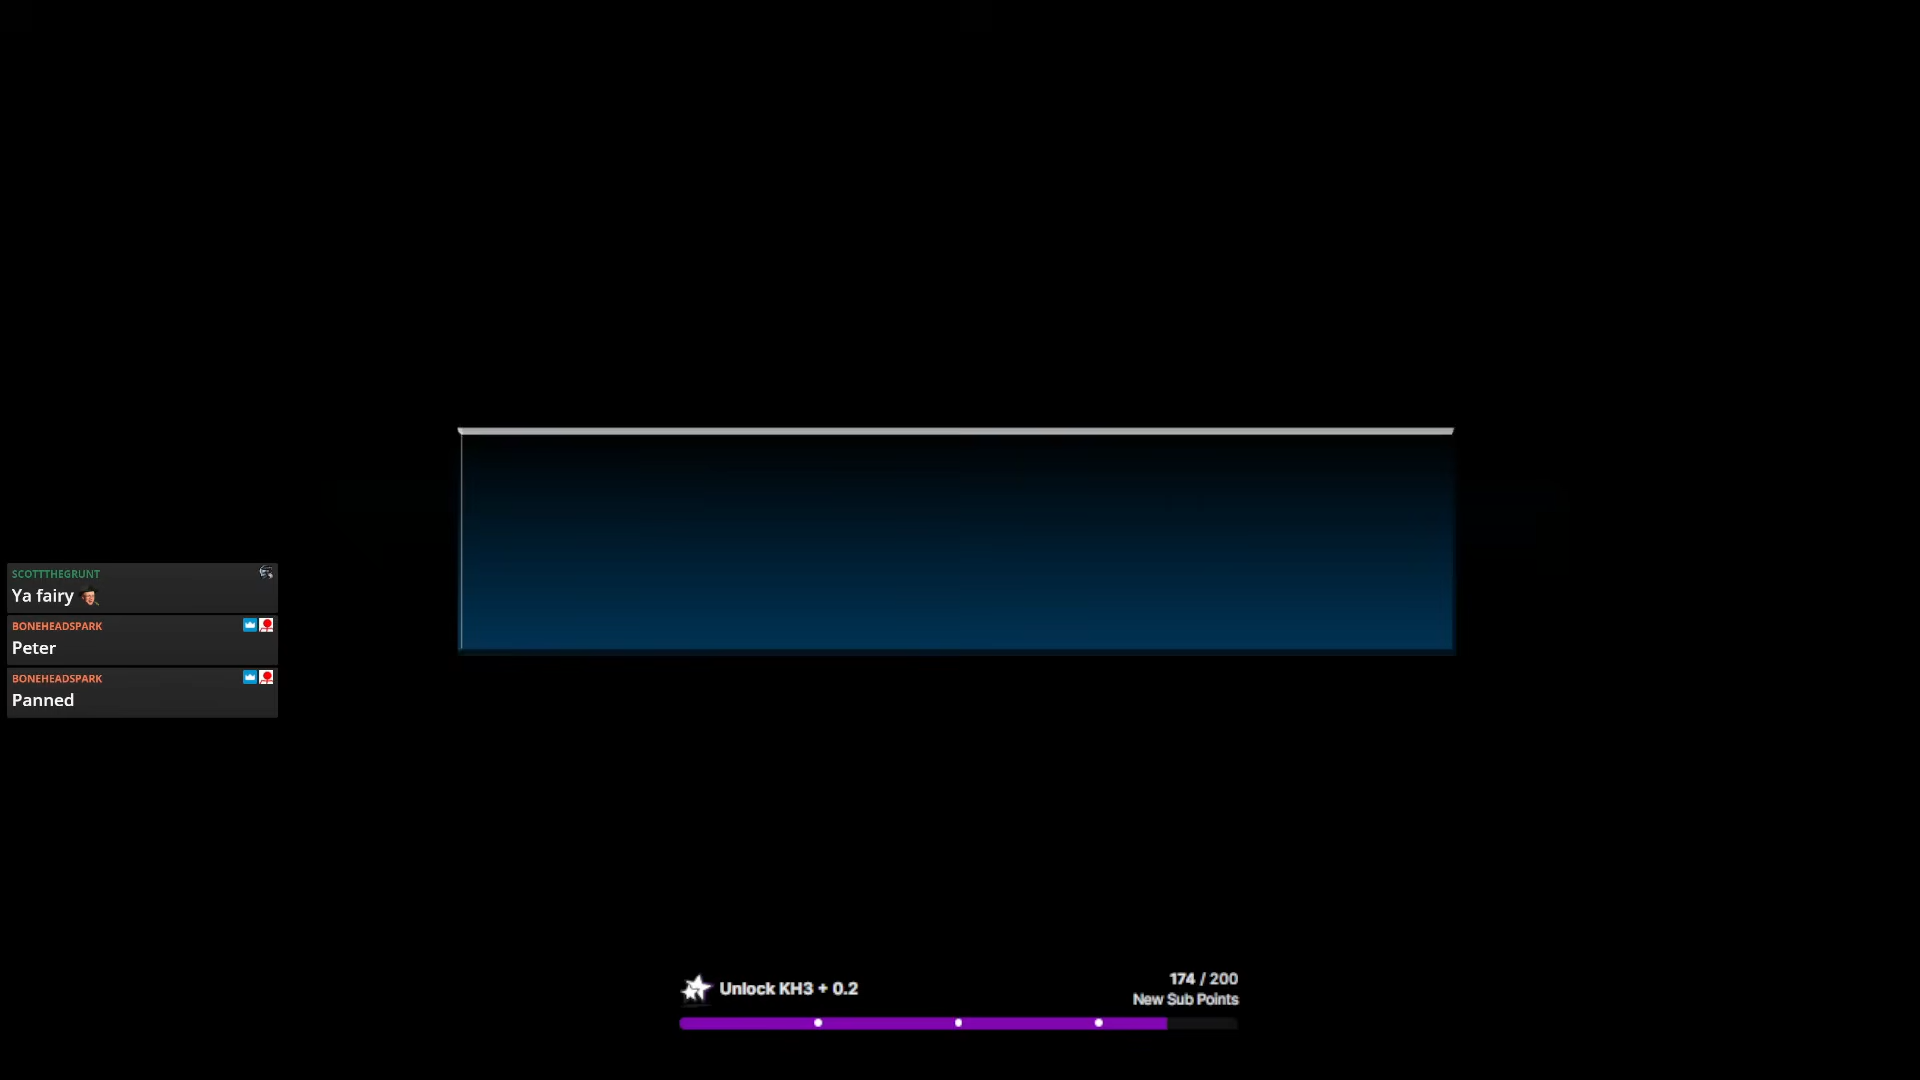 SCOTTTHEGRUNT
Ya fairy
BONEHEADSPARK
Peter
BONEHEADSPARK
Panned
Unlock KH3 + 0.2
174 / 200
New Sub Points